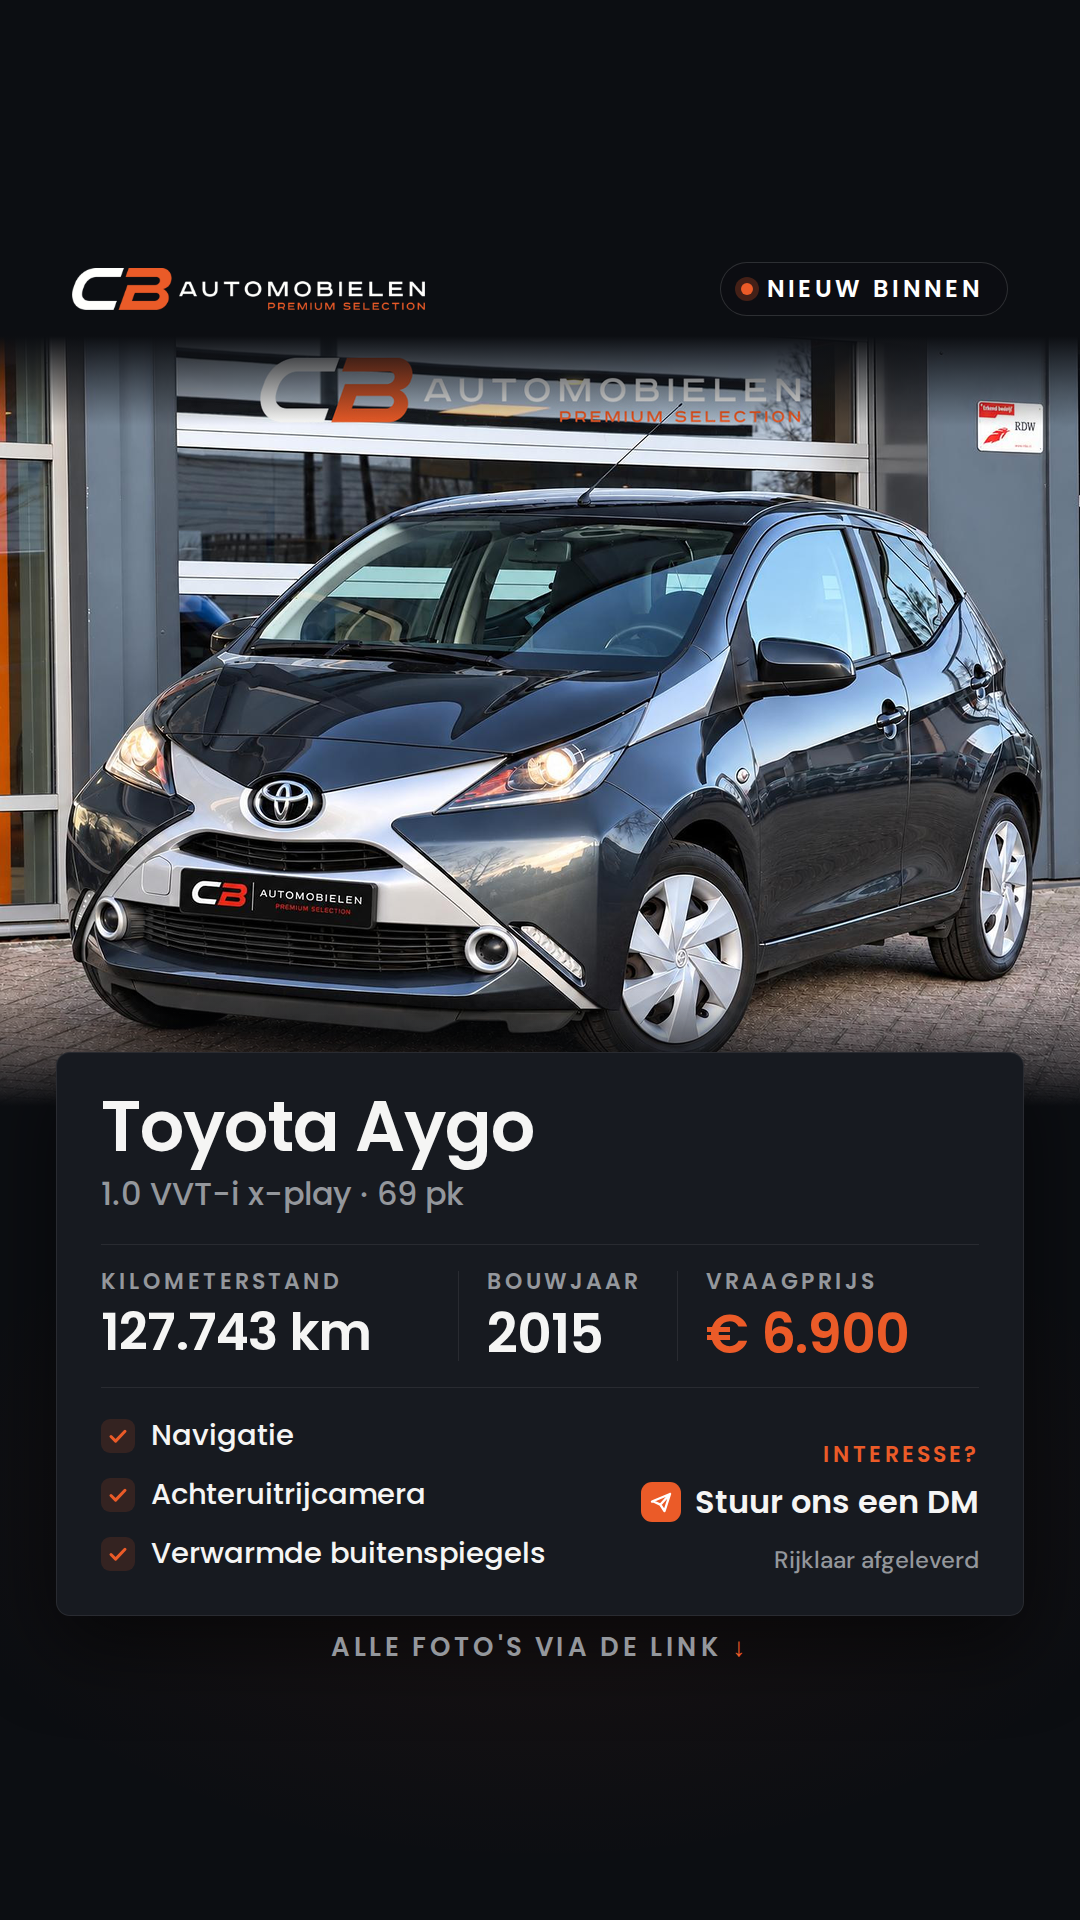 CB AUTOMOBIELEN
PREMIUM SELECTION
NIEUW BINNEN
CB AUTOMOBIELEN
PREMIUM SELECTION
Erkend bedrijf
RDW
CB AUTOMOBIELEN
PREMIUM SELECTION
Toyota Aygo
1.0 VVT-i x-play · 69 pk
KILOMETERSTAND
127.743 km
BOUWJAAR
2015
VRAAGPRIJS
€ 6.900
Navigatie
Achteruitrijcamera
Verwarmde buitenspiegels
INTERESSE?
Stuur ons een DM
Rijklaar afgeleverd
ALLE FOTO'S VIA DE LINK ↓